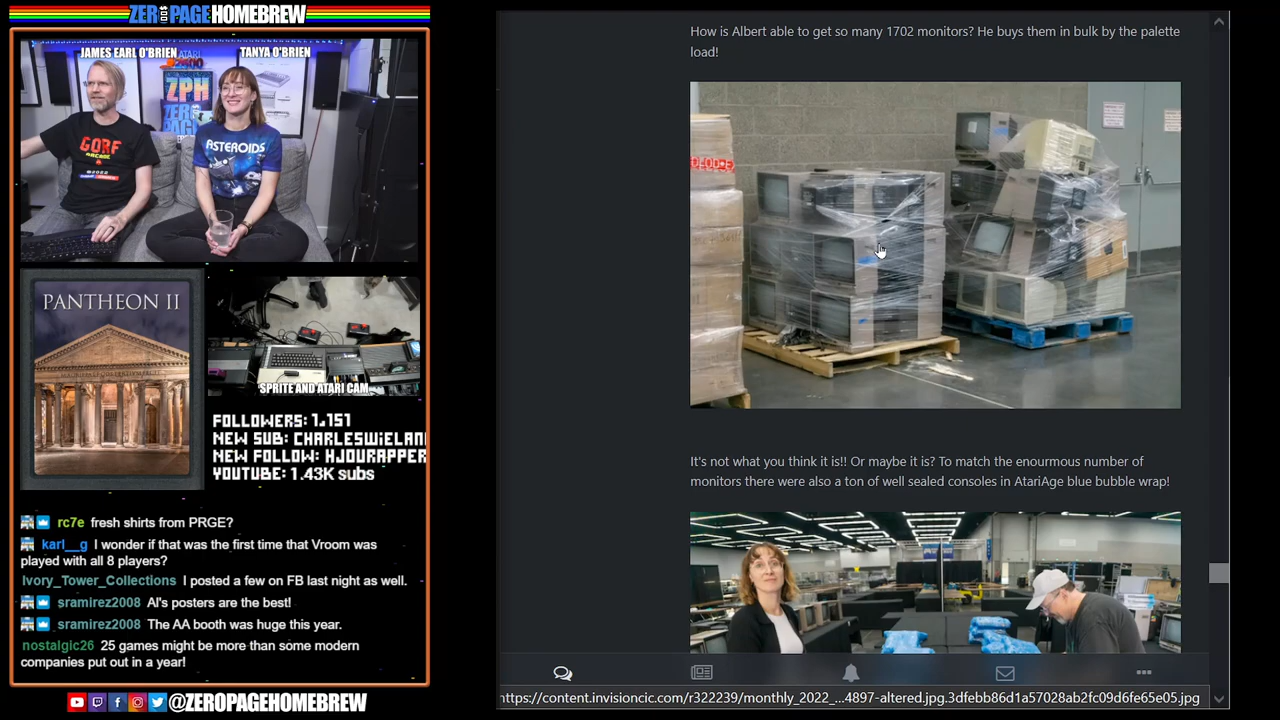 ZEROPAGE HOMEBREW
JAMES EARL O'BRIEN
TANYA O'BRIEN
ZPH
GORF
ASTEROIDS
PANTHEON II
SPRITE AND ATARI CAM
FOLLOWERS: 1,151
NEW SUB: CHARLESWIELAN
NEW FOLLOW: HJOURAPPER
YOUTUBE: 1.43K subs
rc7e fresh shirts from PRGE?
karl__g I wonder if that was the first time that Vroom was
played with all 8 players?
Ivory_Tower_Collections I posted a few on FB last night as well.
sramirez2008 Al's posters are the best!
sramirez2008 The AA booth was huge this year.
nostalgic26 25 games might be more than some modern
companies put out in a year!
@ZEROPAGEHOMEBREW
How is Albert able to get so many 1702 monitors? He buys them in bulk by the palette
load!
It's not what you think it is!! Or maybe it is? To match the enourmous number of
monitors there were also a ton of well sealed consoles in AtariAge blue bubble wrap!
https://content.invisioncic.com/r322239/monthly_2022_...4897-altered.jpg.3dfebb86d1a57028ab2fc09d6fe65e05.jpg